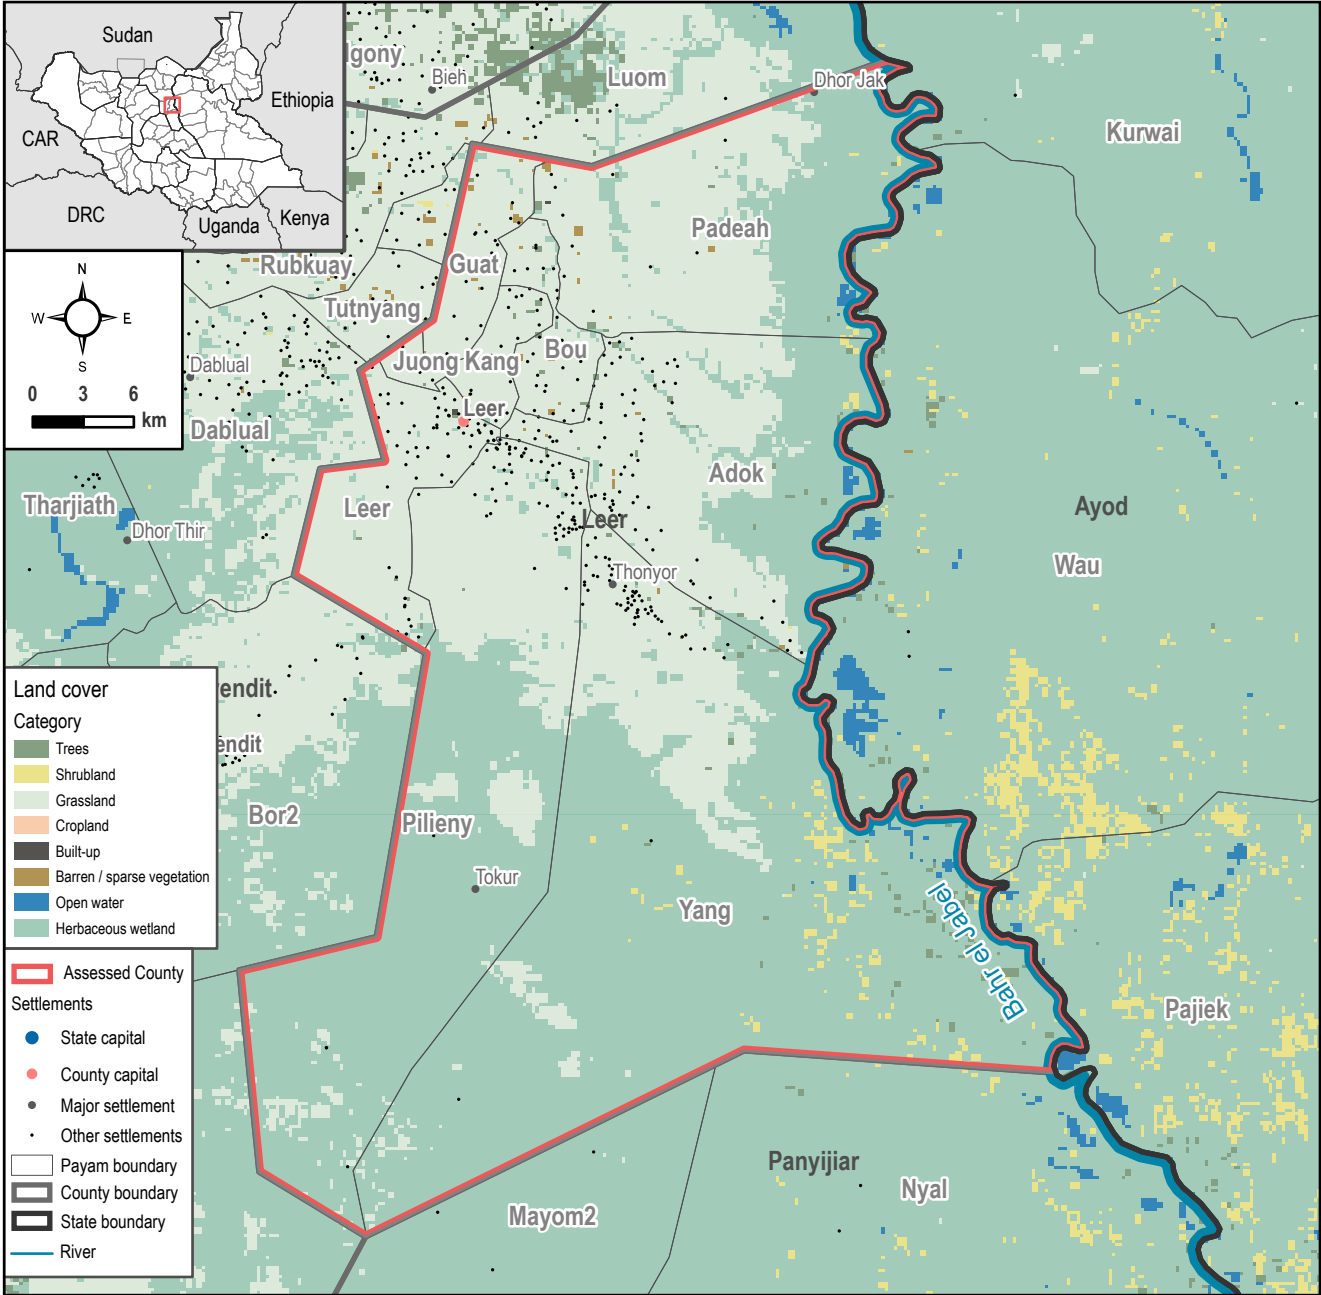 Sudan
Ethiopia
CAR
DRC
Uganda
Kenya
lgony
Bieh
Luom
Dhor Jak
Kurwai
Padeah
Rubkuay
Guat
Tutnyang
N
W
E
S
0 3 6
km
Juong Kang
Bou
Dablual
Leer
Dablual
Adok
Tharjiath
Leer
Leer
Ayod
Dhor Thir
Wau
Thonyor
endit
endit
Land cover
Category
Trees
Shrubland
Grassland
Cropland
Built-up
Barren / sparse vegetation
Open water
Herbaceous wetland
Bor2
Pilieny
Tokur
Yang
Bahr el Jabel
Pajiek
Assessed County
Settlements
State capital
County capital
Major settlement
Other settlements
Payam boundary
County boundary
State boundary
River
Panyijiar
Nyal
Mayom2